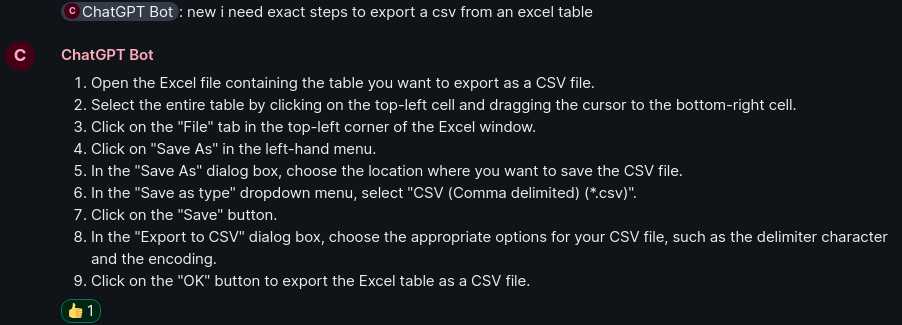 C ChatGPT Bot : new i need exact steps to export a csv from an excel table
C ChatGPT Bot
1. Open the Excel file containing the table you want to export as a CSV file.
2. Select the entire table by clicking on the top-left cell and dragging the cursor to the bottom-right cell.
3. Click on the "File" tab in the top-left corner of the Excel window.
4. Click on "Save As" in the left-hand menu.
5. In the "Save As" dialog box, choose the location where you want to save the CSV file.
6. In the "Save as type" dropdown menu, select "CSV (Comma delimited) (*.csv)".
7. Click on the "Save" button.
8. In the "Export to CSV" dialog box, choose the appropriate options for your CSV file, such as the delimiter character
and the encoding.
9. Click on the "OK" button to export the Excel table as a CSV file.
👍 1